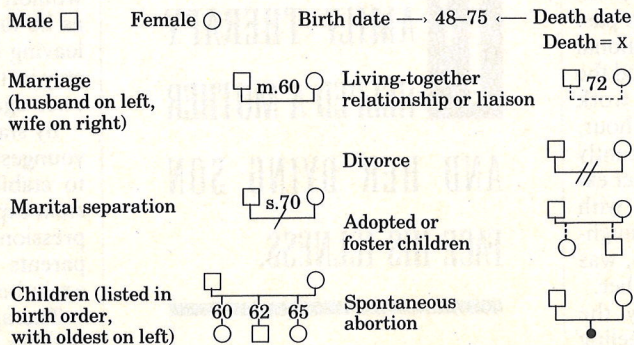 Male Female Birth date 48–75 Death date
Death = x
Marriage
(husband on left,
wife on right)
m.60
Living-together
relationship or liaison
72
Divorce
Marital separation
s.70
Adopted or
foster children
Children (listed in
birth order,
with oldest on left)
60 62 65
Spontaneous
abortion